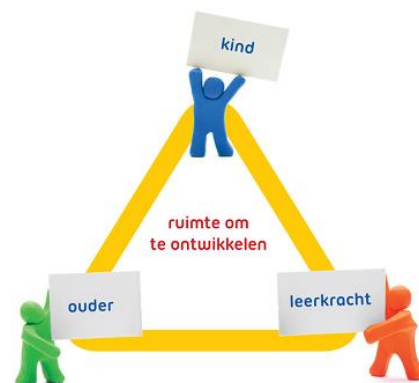 kind
ruimte om
te ontwikkelen
ouder
leerkracht